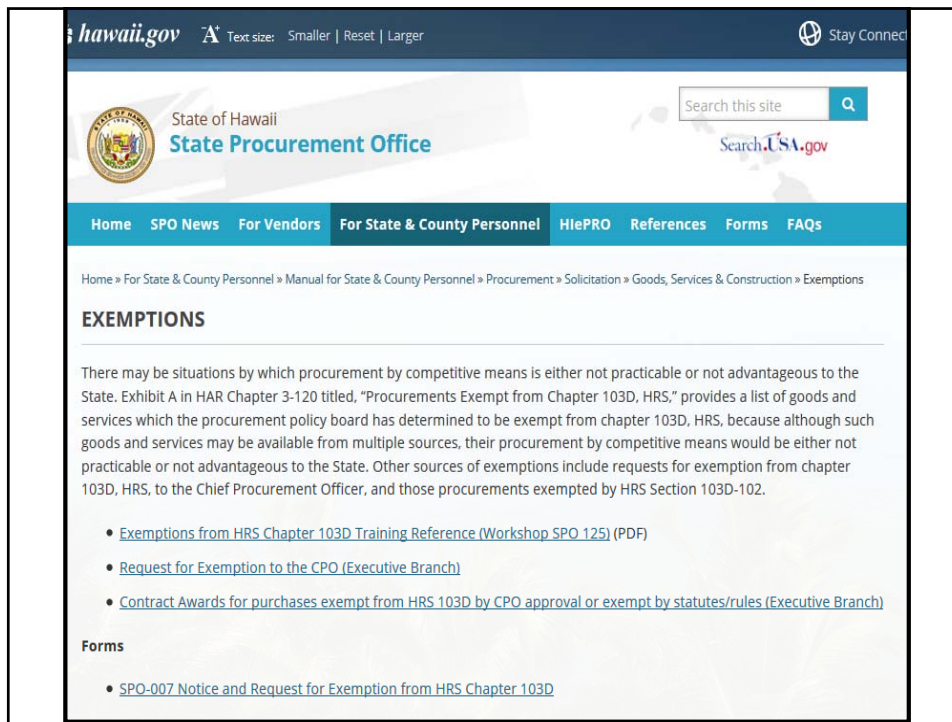 hawaii.gov A Text size: Smaller | Reset | Larger Stay Connect
State of Hawaii
State Procurement Office
Search this site
Search.USA.gov
Home SPO News For Vendors For State & County Personnel HIePRO References Forms FAQs
Home » For State & County Personnel » Manual for State & County Personnel » Procurement » Solicitation » Goods, Services & Construction » Exemptions
EXEMPTIONS
There may be situations by which procurement by competitive means is either not practicable or not advantageous to the
State. Exhibit A in HAR Chapter 3-120 titled, “Procurements Exempt from Chapter 103D, HRS,” provides a list of goods and
services which the procurement policy board has determined to be exempt from chapter 103D, HRS, because although such
goods and services may be available from multiple sources, their procurement by competitive means would be either not
practicable or not advantageous to the State. Other sources of exemptions include requests for exemption from chapter
103D, HRS, to the Chief Procurement Officer, and those procurements exempted by HRS Section 103D-102.
• Exemptions from HRS Chapter 103D Training Reference (Workshop SPO 125) (PDF)
• Request for Exemption to the CPO (Executive Branch)
• Contract Awards for purchases exempt from HRS 103D by CPO approval or exempt by statutes/rules (Executive Branch)
Forms
• SPO-007 Notice and Request for Exemption from HRS Chapter 103D